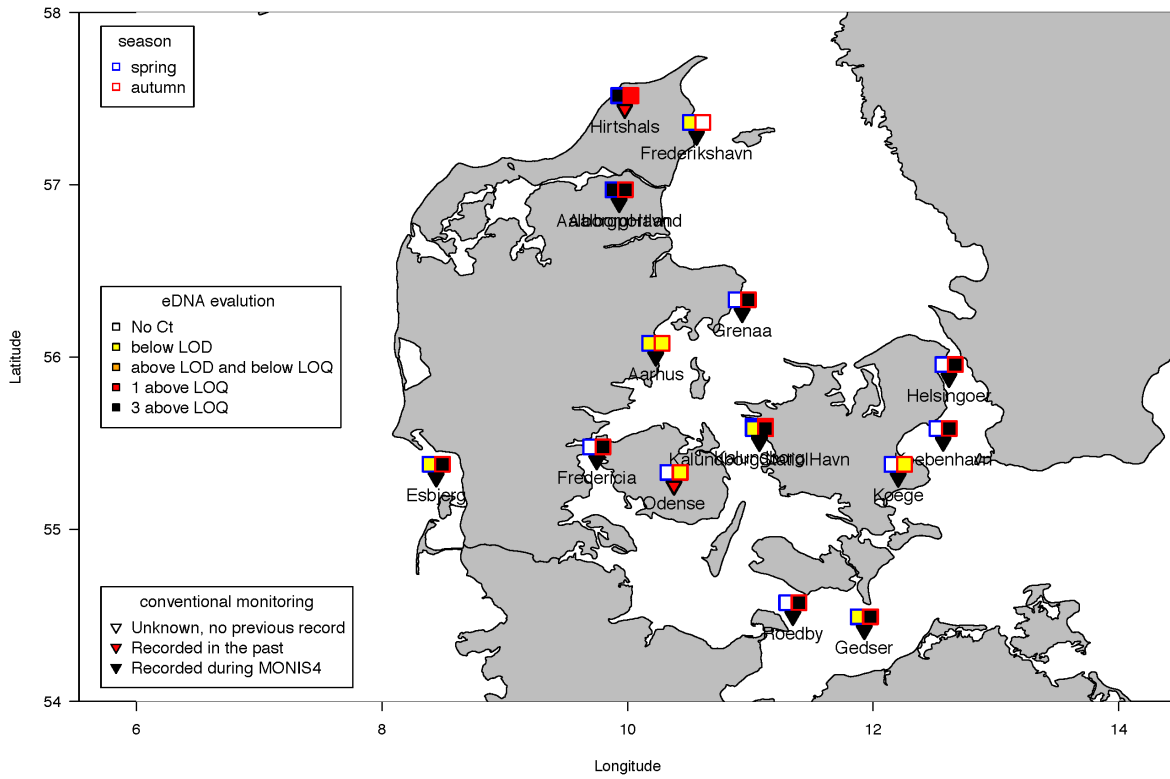 58
season
spring
autumn
Hirtshals
Frederikshavn
57
Grenaa
eDNA evalution
No Ct
below LOD
above LOD and below LOQ
1 above LOQ
3 above LOQ
56
Latitude
Aarhus
Helsingoer
Fredericia
Esbjerg
Odense
Koege
55
conventional monitoring
Unknown, no previous record
Recorded in the past
Recorded during MONIS4
Roedby
Gedser
54
6
8
10
12
14
Longitude